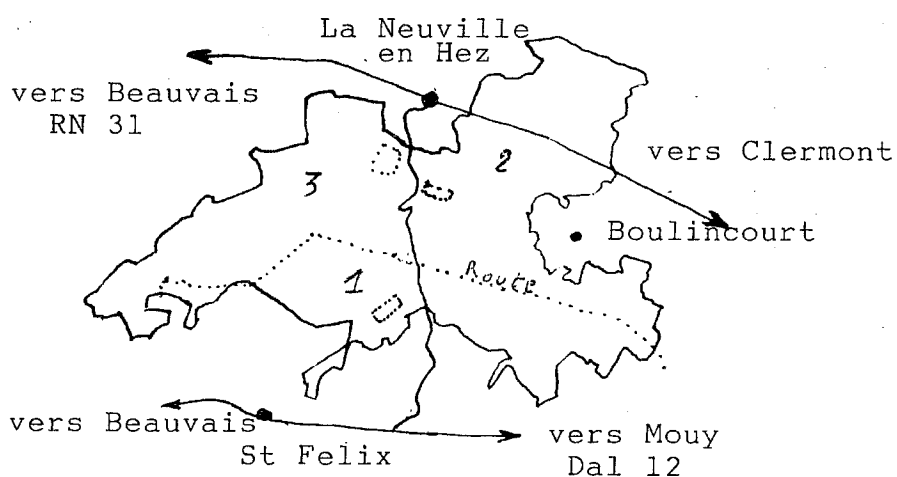 La Neuville
en Hez
vers Beauvais
RN 31
vers Clermont
2
3
Boulincourt
Route
1
vers Beauvais
St Felix
vers Mouy
Dal 12